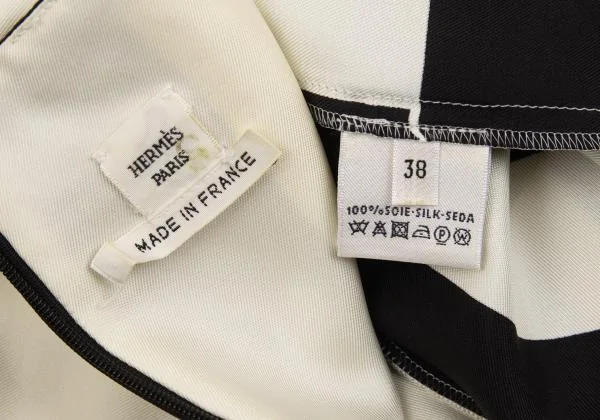 HERMÈS
PARIS
MADE IN FRANCE
38
100%SOIE-SILK-SEDA